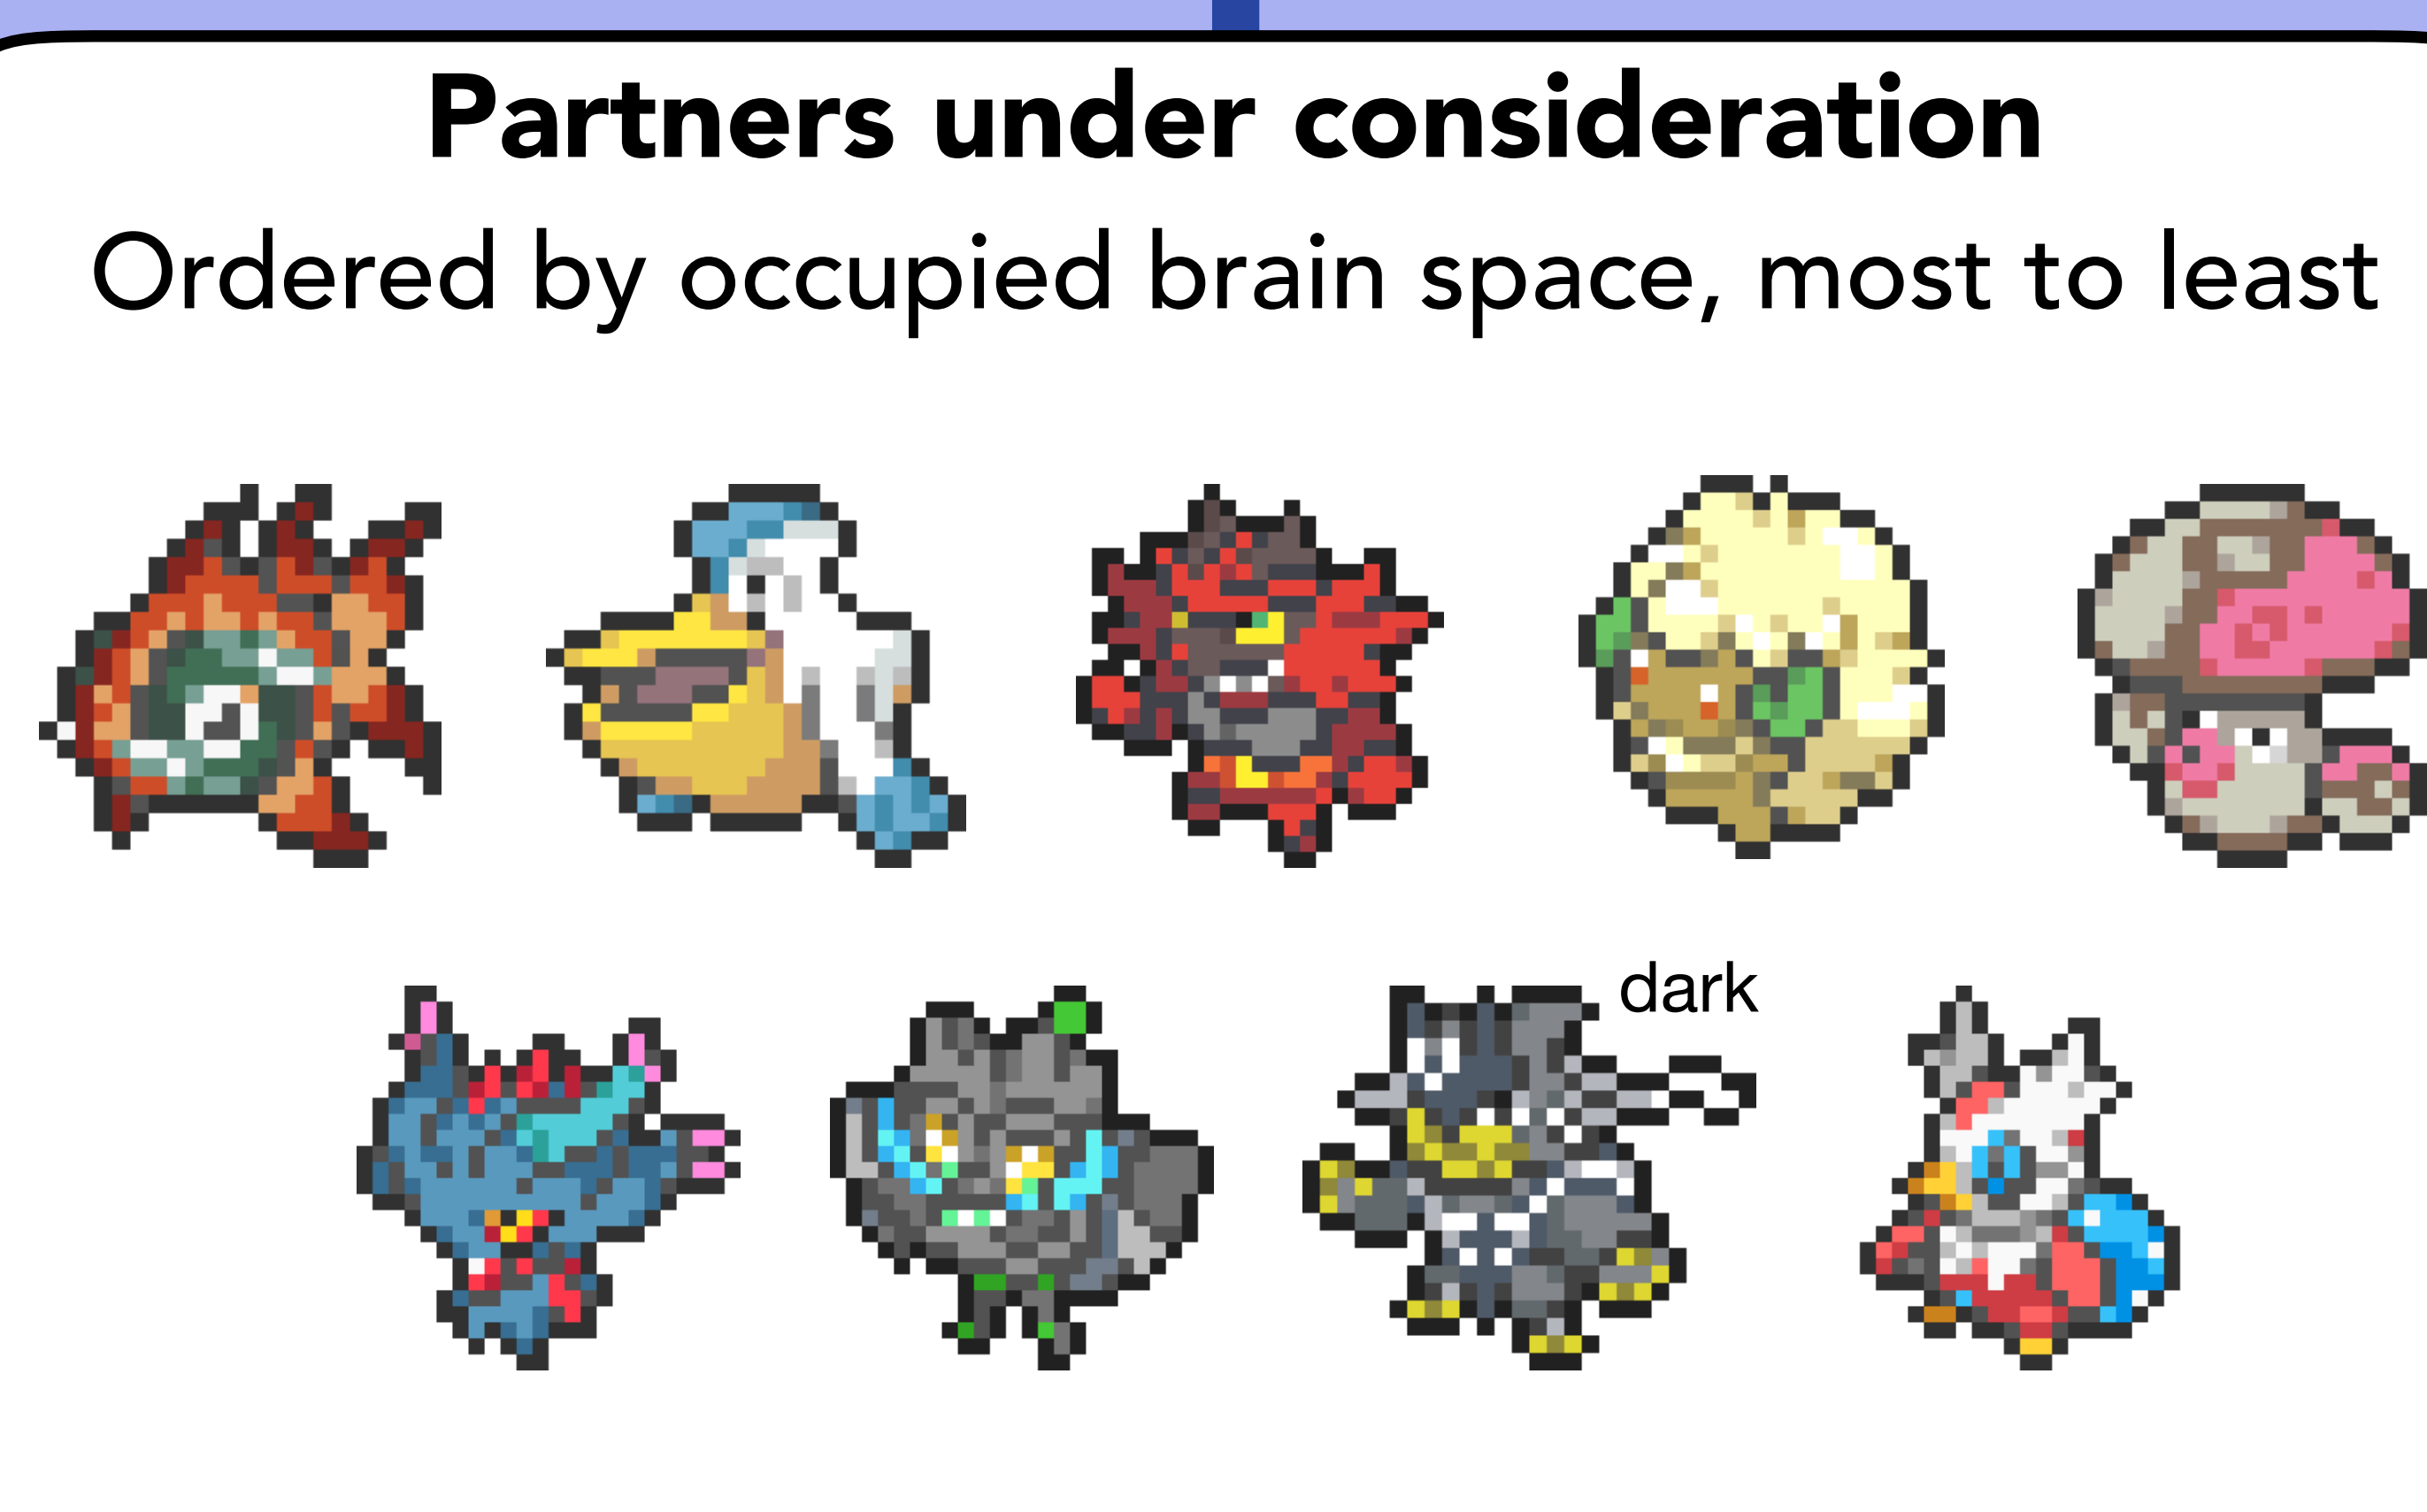 Partners under consideration
Ordered by occupied brain space, most to least
dark